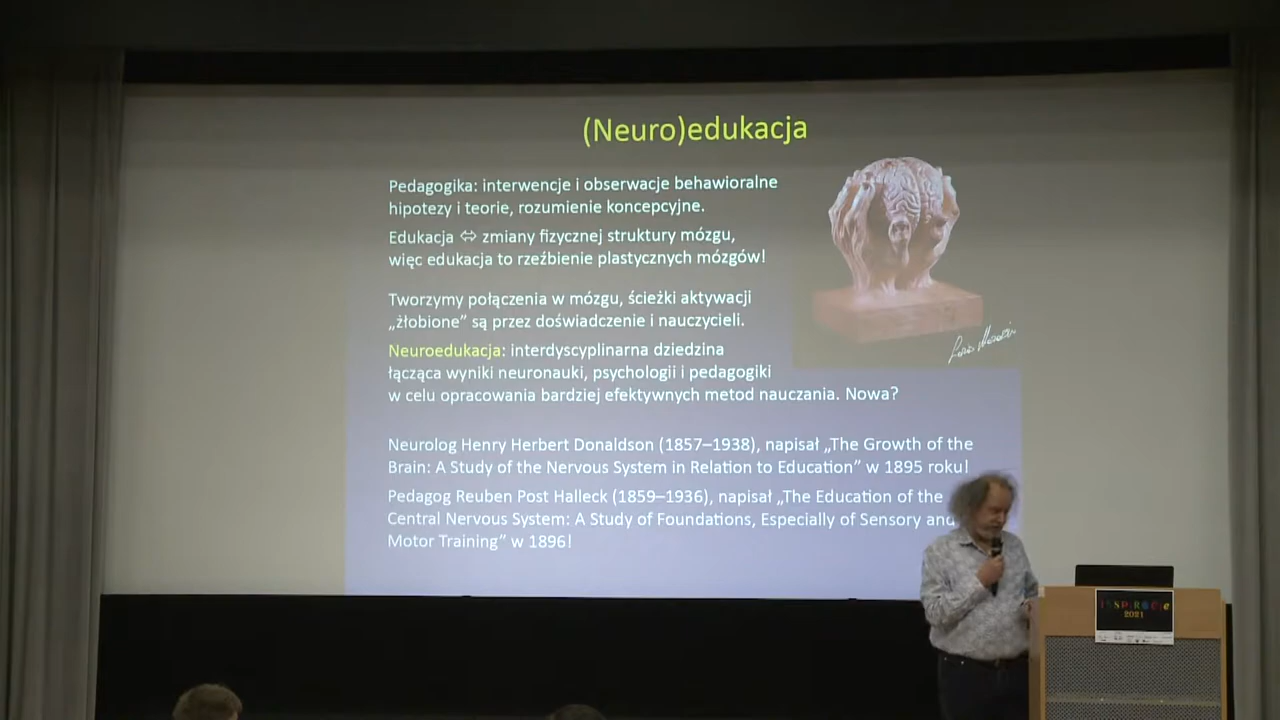 (Neuro)edukacja
Pedagogika: interwencje i obserwacje behawioralne
hipotezy i teorie, rozumienie koncepcyjne.
Edukacja ⇔ zmiany fizycznej struktury mózgu,
więc edukacja to rzeźbienie plastycznych mózgów!
Tworzymy połączenia w mózgu, ścieżki aktywacji
„żłobione” są przez doświadczenie i nauczycieli.
Neuroedukacja: interdyscyplinarna dziedzina
łącząca wyniki neuronauki, psychologii i pedagogiki
w celu opracowania bardziej efektywnych metod nauczania. Nowa?
Neurolog Henry Herbert Donaldson (1857–1938), napisał „The Growth of the
Brain: A Study of the Nervous System in Relation to Education” w 1895 roku!
Pedagog Reuben Post Halleck (1859–1936), napisał „The Education of the
Central Nervous System: A Study of Foundations, Especially of Sensory and
Motor Training” w 1896!
2021